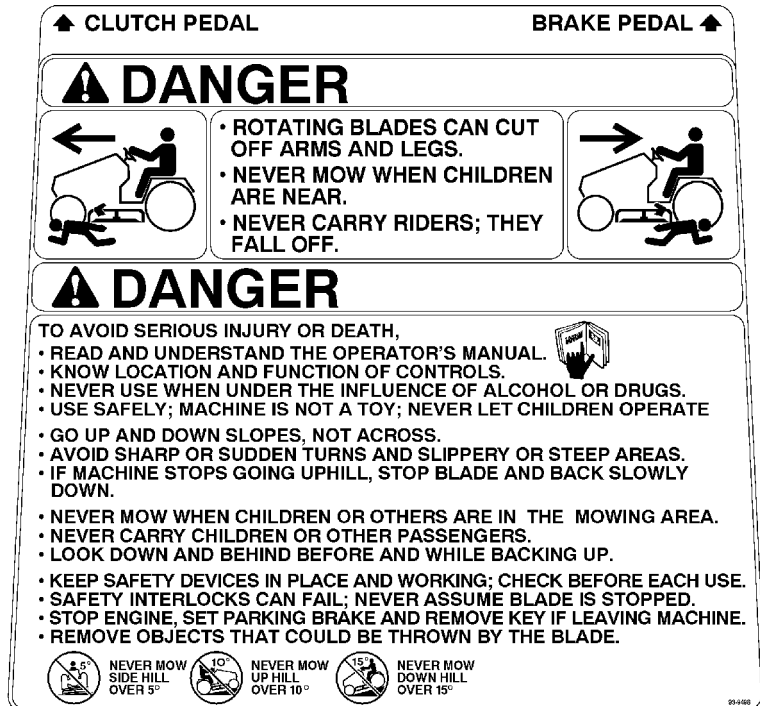 CLUTCH PEDAL
BRAKE PEDAL
DANGER
• ROTATING BLADES CAN CUT
OFF ARMS AND LEGS.
• NEVER MOW WHEN CHILDREN
ARE NEAR.
• NEVER CARRY RIDERS; THEY
FALL OFF.
DANGER
TO AVOID SERIOUS INJURY OR DEATH,
• READ AND UNDERSTAND THE OPERATOR'S MANUAL.
• KNOW LOCATION AND FUNCTION OF CONTROLS.
• NEVER USE WHEN UNDER THE INFLUENCE OF ALCOHOL OR DRUGS.
• USE SAFELY; MACHINE IS NOT A TOY; NEVER LET CHILDREN OPERATE
• GO UP AND DOWN SLOPES, NOT ACROSS.
• AVOID SHARP OR SUDDEN TURNS AND SLIPPERY OR STEEP AREAS.
• IF MACHINE STOPS GOING UPHILL, STOP BLADE AND BACK SLOWLY
DOWN.
• NEVER MOW WHEN CHILDREN OR OTHERS ARE IN THE MOWING AREA.
• NEVER CARRY CHILDREN OR OTHER PASSENGERS.
• LOOK DOWN AND BEHIND BEFORE AND WHILE BACKING UP.
• KEEP SAFETY DEVICES IN PLACE AND WORKING; CHECK BEFORE EACH USE.
• SAFETY INTERLOCKS CAN FAIL; NEVER ASSUME BLADE IS STOPPED.
• STOP ENGINE, SET PARKING BRAKE AND REMOVE KEY IF LEAVING MACHINE.
• REMOVE OBJECTS THAT COULD BE THROWN BY THE BLADE.
5°
NEVER MOW
SIDE HILL
OVER 5°
10°
NEVER MOW
UP HILL
OVER 10°
15°
NEVER MOW
DOWN HILL
OVER 15°